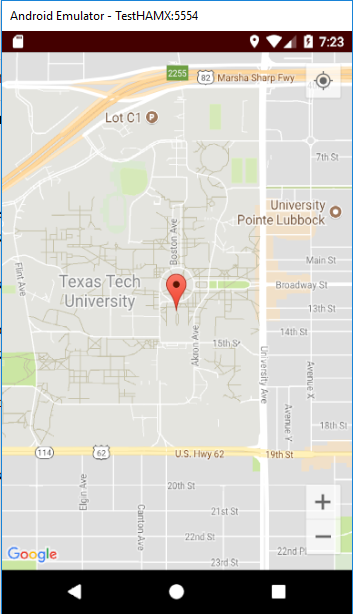 Android Emulator - TestHAMX:5554
7:23
2255
82
Marsha Sharp Fwy
Lot C1
P
7th St
University
Pointe Lubbock
Boston Ave
Main St
Flint Ave
Texas Tech
University
Broadway St
13th St
14th St
Akron Ave
15th St
University Ave
Avenue X
Avenue X
18th St
114
62
U.S. Hwy 62
19th St
Elgin Ave
20th St
Canton Ave
21st St
22nd St
22nd Pl
23rd St
Google